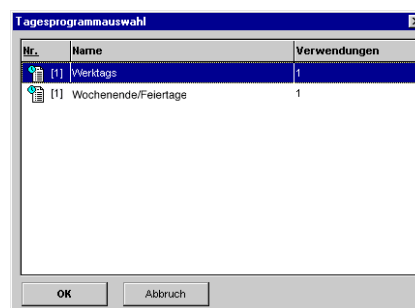 Tagesprogrammauswahl
Nr. Name Verwendungen
[1] Werktags 1
[1] Wochenende/Feiertage 1
OK Abbruch